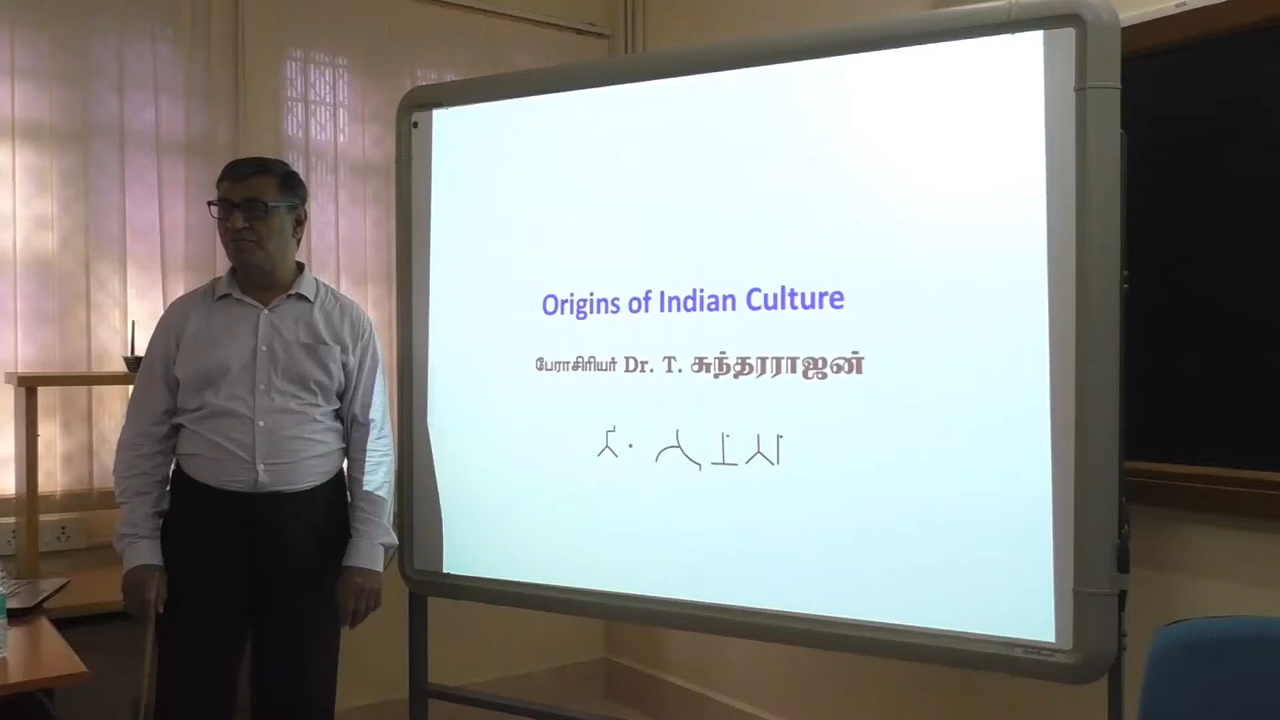 Origins of Indian Culture
பேராசிரியர் Dr. T. சுந்தரராஜன்